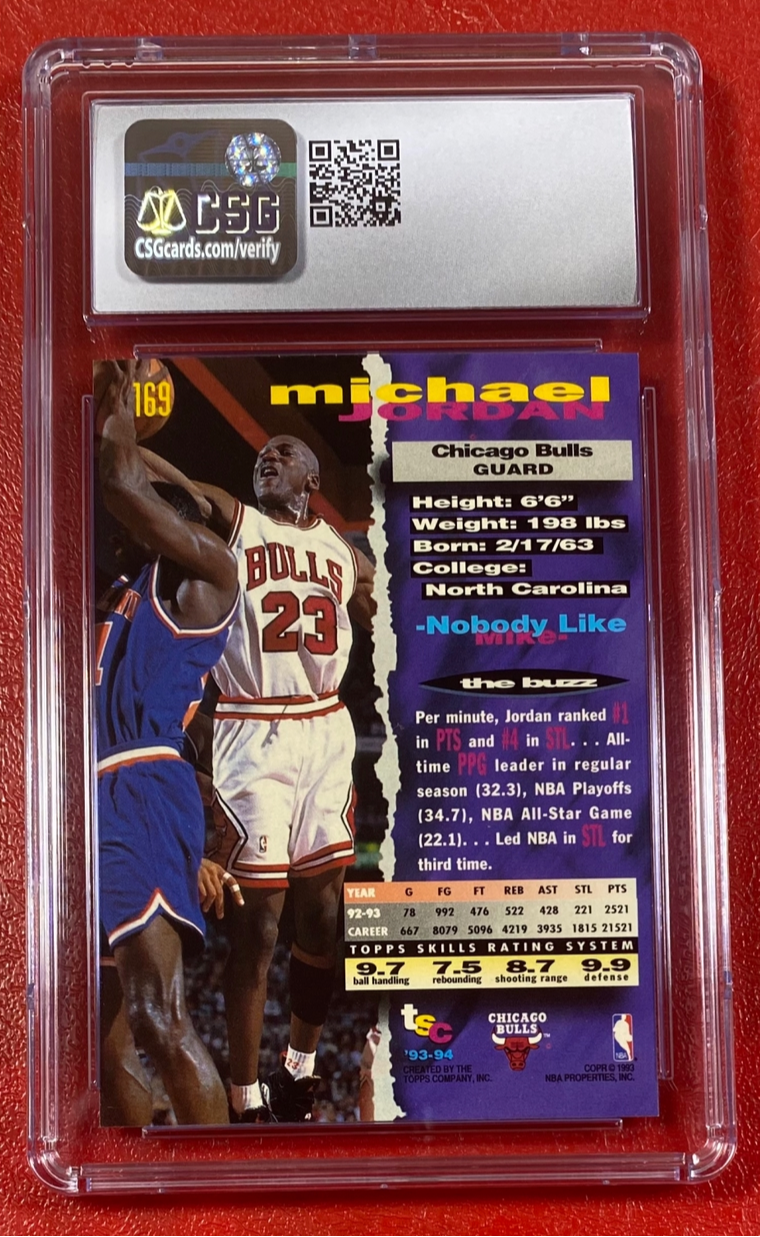 CSG
CSGcards.com/verify
169
michael
JORDAN
Chicago Bulls
GUARD
Height: 6'6"
Weight: 198 lbs
Born: 2/17/63
College:
North Carolina
-Nobody Like
Mike-
the buzz
Per minute, Jordan ranked #1
in PTS and #4 in STL. . . All-
time PPG leader in regular
season (32.3), NBA Playoffs
(34.7), NBA All-Star Game
(22.1). . . Led NBA in STL for
third time.
BULLS
23
YEAR G FG FT REB AST STL PTS
92-93 78 992 476 522 428 221 2521
CAREER 667 8079 5096 4219 3935 1815 21521
TOPPS SKILLS RATING SYSTEM
9.7 7.5 8.7 9.9
ball handling rebounding shooting range defense
tsc
'93-94
CREATED BY THE
TOPPS COMPANY, INC.
CHICAGO
BULLS
TM
NBA
COPR © 1993
NBA PROPERTIES, INC.